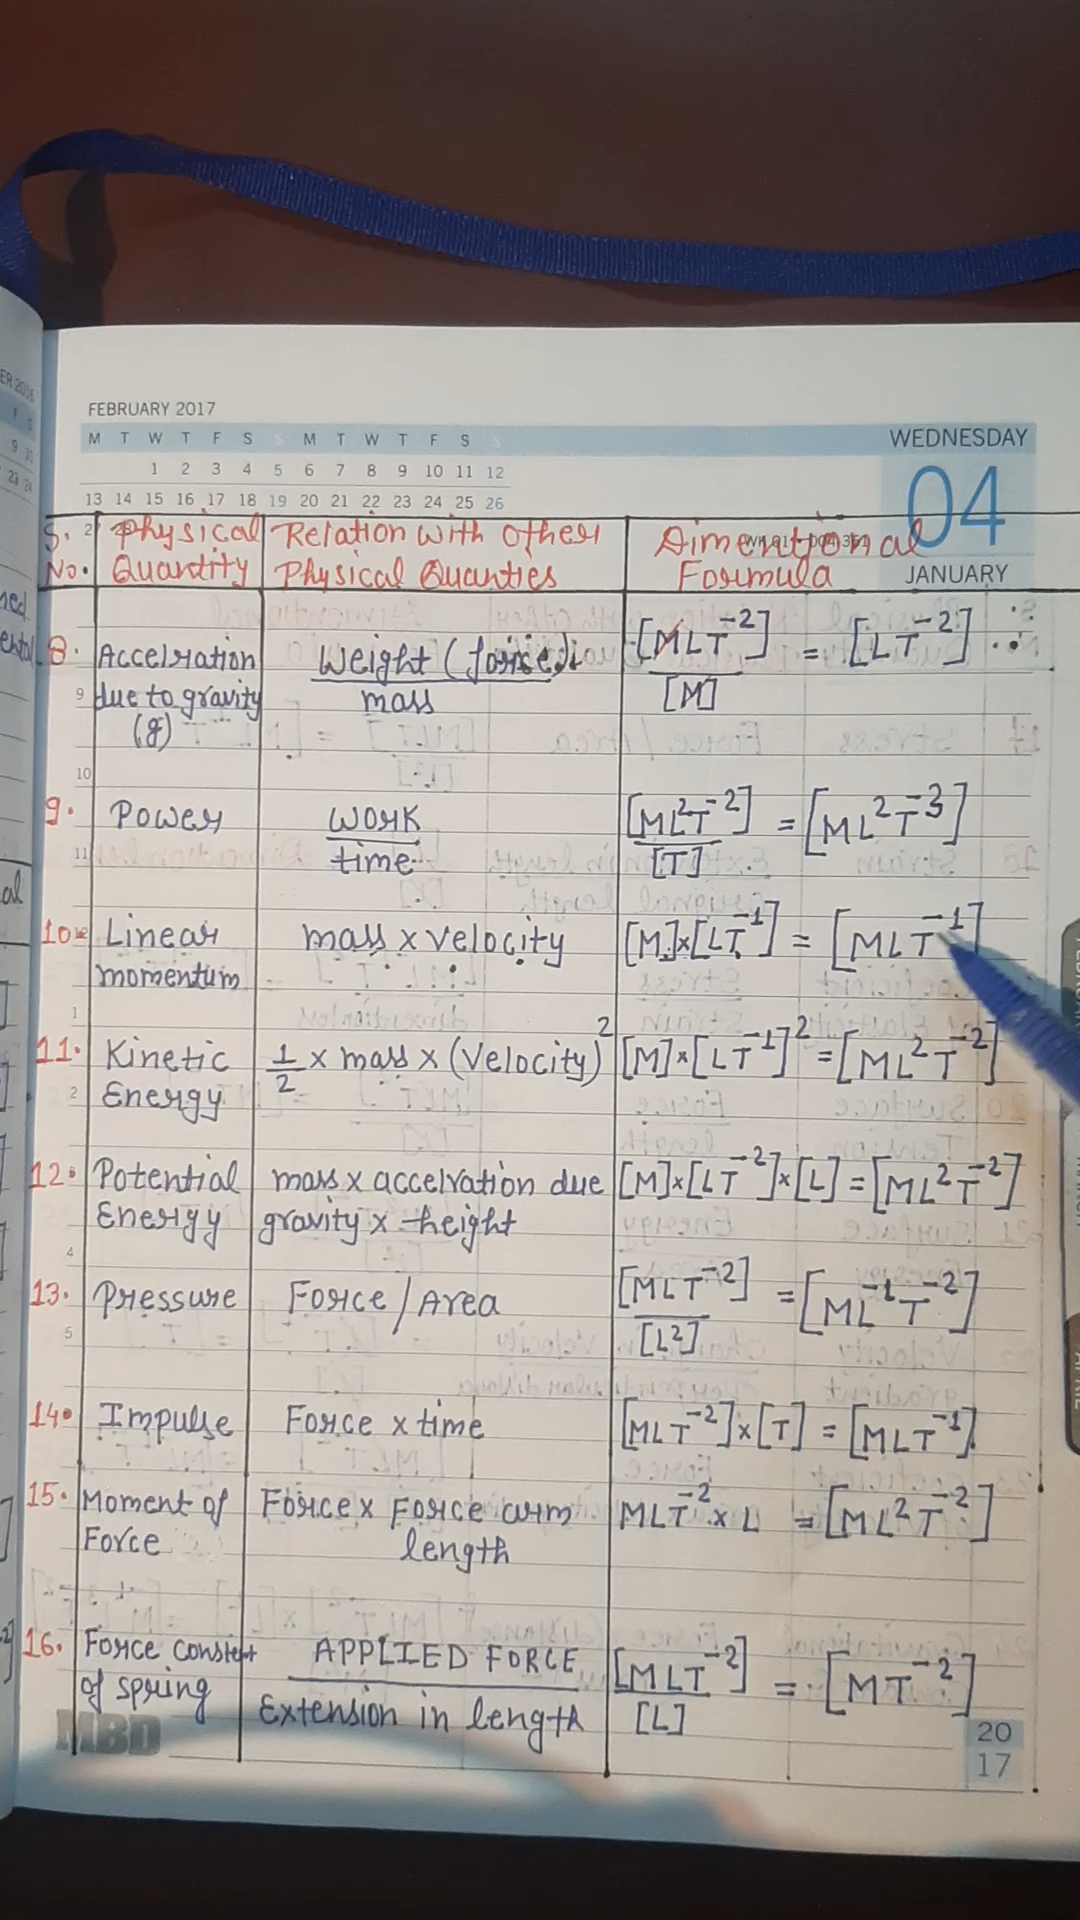 FEBRUARY 2017
M T W T F S S M T W T F S S
1 2 3 4 5 6 7 8 9 10 11 12
13 14 15 16 17 18 19 20 21 22 23 24 25 26
WEDNESDAY
04
JANUARY
S. No. | Physical Quantity | Relation with Other Physical Quanties | Dimentional Formula
8. Accelration due to gravity (g) | Weight (force) / mass | [MLT⁻²] / [M] = [LT⁻²]
9. Power | Work / time | [ML²T⁻²] / [T] = [ML²T⁻³]
10. Linear momentum | mass x velocity | [M]x[LT⁻¹] = [MLT⁻¹]
11. Kinetic Energy | 1/2 x mass x (Velocity)² | [M]x[LT⁻¹]² = [ML²T⁻²]
12. Potential Energy | mass x accelration due gravity x height | [M]x[LT⁻²]x[L] = [ML²T⁻²]
13. Pressure | Force / Area | [MLT⁻²] / [L²] = [ML⁻¹T⁻²]
14. Impulse | Force x time | [MLT⁻²]x[T] = [MLT⁻¹]
15. Moment of Force | Force x Force arm length | MLT⁻² x L = [ML²T⁻²]
16. Force constant of spring | APPLIED FORCE / Extension in length | [MLT⁻²] / [L] = [MT⁻²]
MBD
20
17